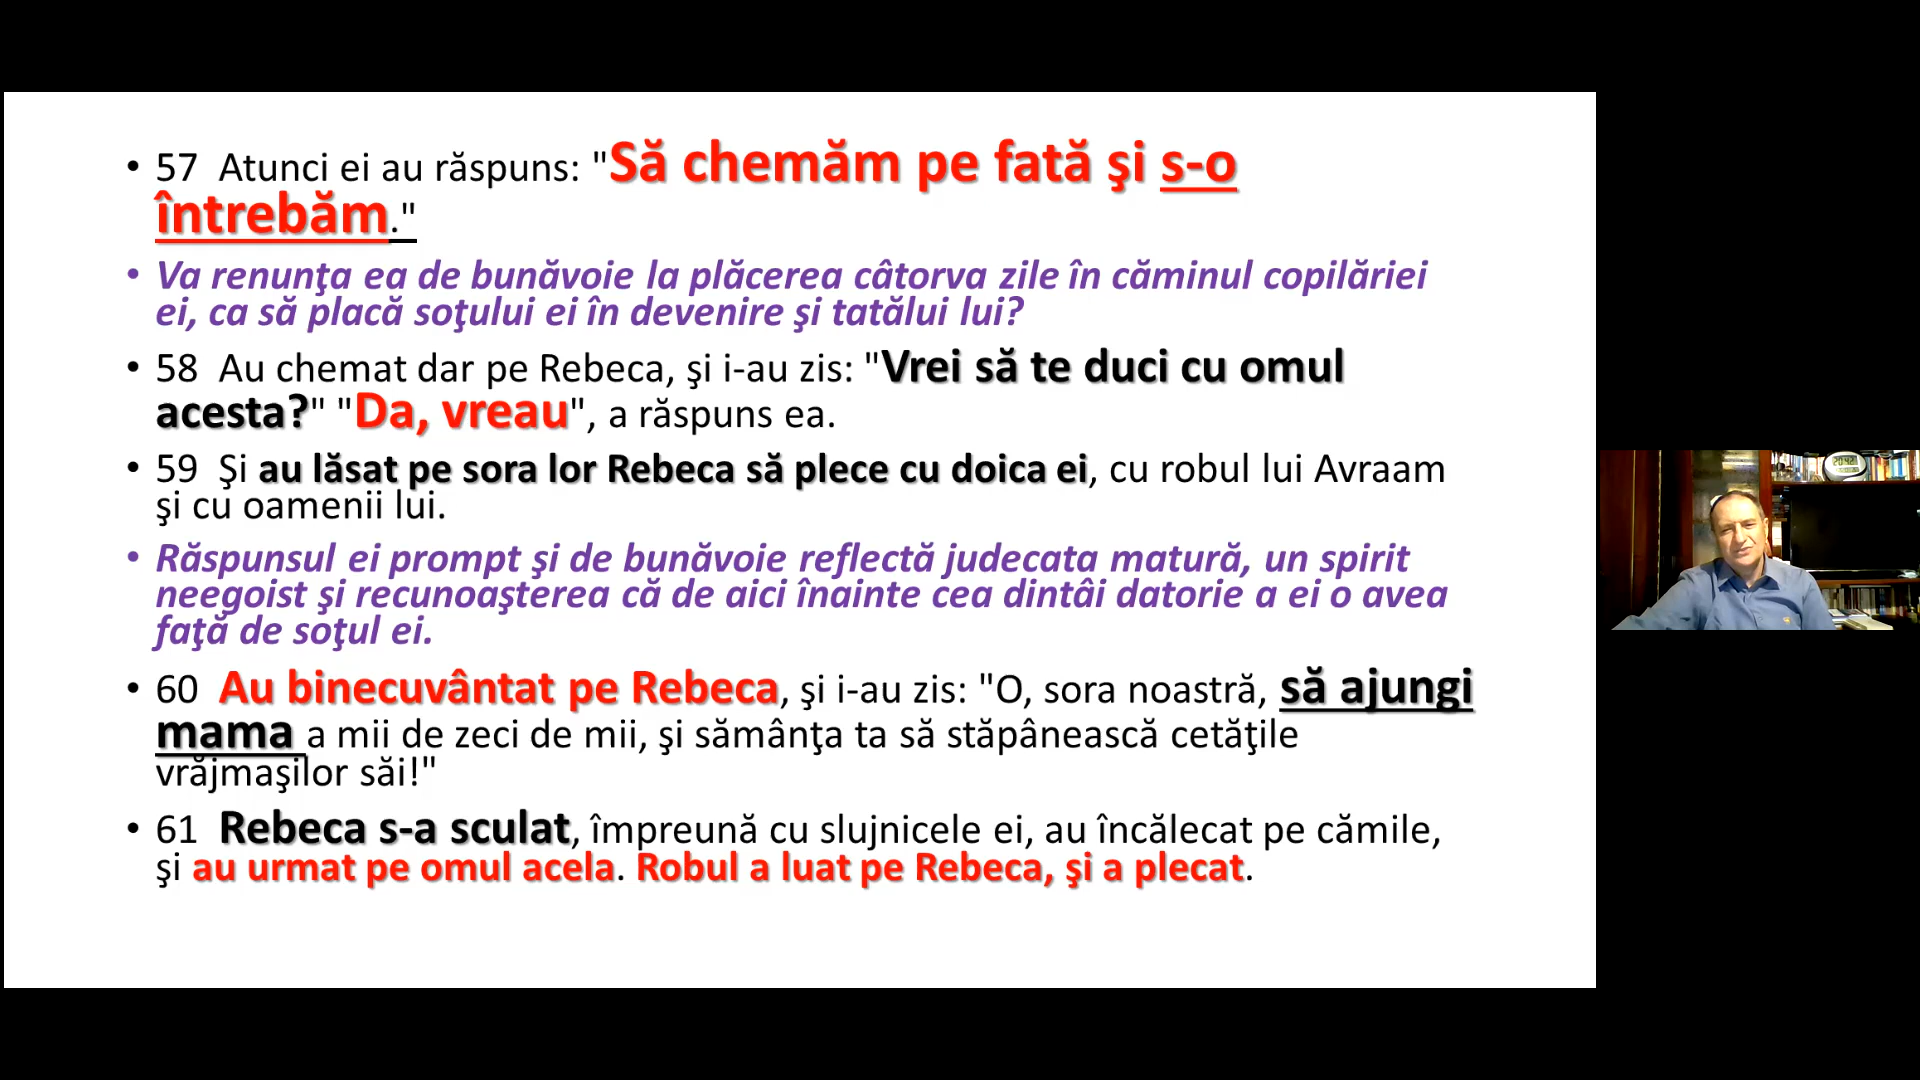 • 57 Atunci ei au răspuns: "Să chemăm pe fată şi s-o
întrebăm."
• Va renunţa ea de bunăvoie la plăcerea câtorva zile în căminul copilăriei
ei, ca să placă soţului ei în devenire şi tatălui lui?
• 58 Au chemat dar pe Rebeca, şi i-au zis: "Vrei să te duci cu omul
acesta?" "Da, vreau", a răspuns ea.
• 59 Şi au lăsat pe sora lor Rebeca să plece cu doica ei, cu robul lui Avraam
şi cu oamenii lui.
• Răspunsul ei prompt şi de bunăvoie reflectă judecata matură, un spirit
neegoist şi recunoaşterea că de aici înainte cea dintâi datorie a ei o avea
faţă de soţul ei.
• 60 Au binecuvântat pe Rebeca, şi i-au zis: "O, sora noastră, să ajungi
mama a mii de zeci de mii, şi sămânţa ta să stăpânească cetăţile
vrăjmaşilor săi!"
• 61 Rebeca s-a sculat, împreună cu slujnicele ei, au încălecat pe cămile,
şi au urmat pe omul acela. Robul a luat pe Rebeca, şi a plecat.